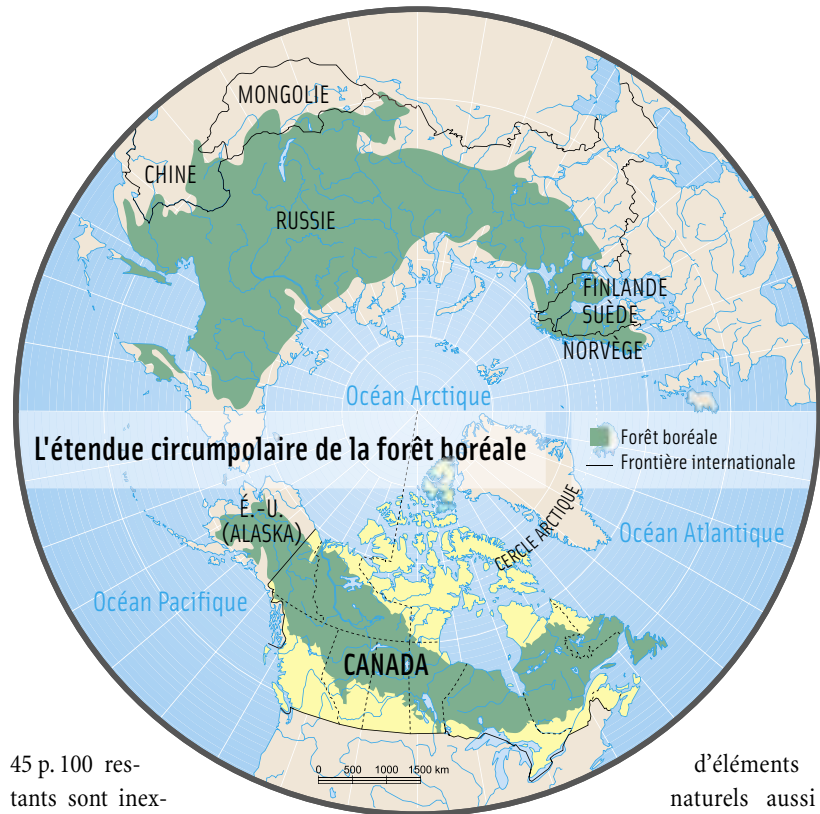 MONGOLIE
CHINE
RUSSIE
FINLANDE
SUÈDE
NORVÈGE
Océan Arctique
L'étendue circumpolaire de la forêt boréale
Forêt boréale
Frontière internationale
É.-U.
(ALASKA)
CERCLE ARCTIQUE
Océan Atlantique
Océan Pacifique
CANADA
0 500 1000 1500 km
45 p. 100 res-
tants sont inex-
d'éléments
naturels aussi